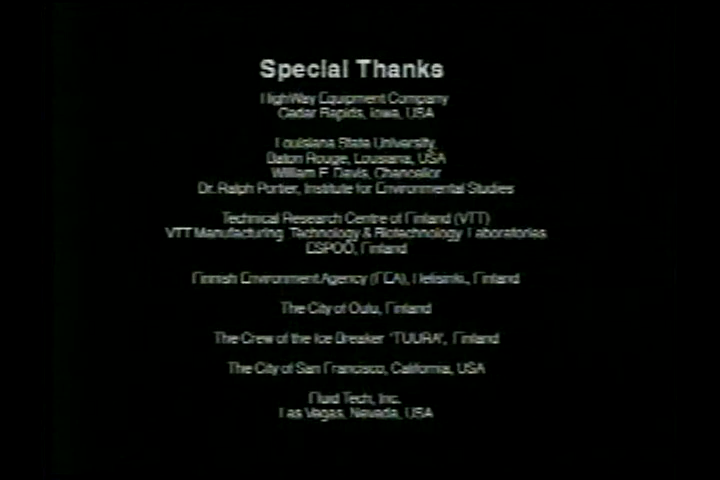 Special Thanks
HighWay Equipment Company
Cedar Rapids, Iowa, USA
Louisiana State University,
Baton Rouge, Louisiana, USA
William E. Davis, Chancellor
Dr. Ralph Portier, Institute for Environmental Studies
Technical Research Centre of Finland (VTT)
VTT Manufacturing Technology & Biotechnology Laboratories
ESPOO, Finland
Finnish Environment Agency (FEA), Helsinki, Finland
The City of Oulu, Finland
The Crew of the Ice Breaker "TUURA", Finland
The City of San Francisco, California, USA
Fluid Tech, Inc.
Las Vegas, Nevada, USA